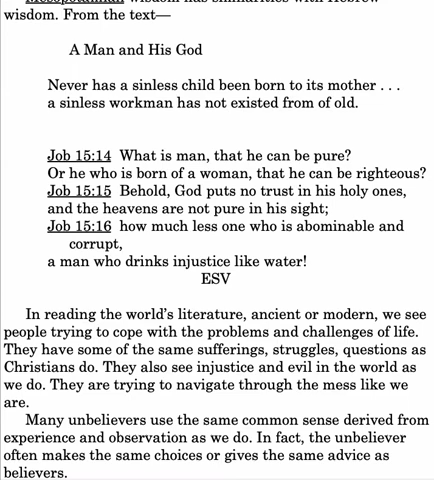 Mesopotamian wisdom has similarities with Hebrew
wisdom. From the text—
A Man and His God
Never has a sinless child been born to its mother . . .
a sinless workman has not existed from of old.
Job 15:14 What is man, that he can be pure?
Or he who is born of a woman, that he can be righteous?
Job 15:15 Behold, God puts no trust in his holy ones,
and the heavens are not pure in his sight;
Job 15:16 how much less one who is abominable and
corrupt,
a man who drinks injustice like water!
ESV
In reading the world’s literature, ancient or modern, we see
people trying to cope with the problems and challenges of life.
They have some of the same sufferings, struggles, questions as
Christians do. They also see injustice and evil in the world as
we do. They are trying to navigate through the mess like we
are.
Many unbelievers use the same common sense derived from
experience and observation as we do. In fact, the unbeliever
often makes the same choices or gives the same advice as
believers.